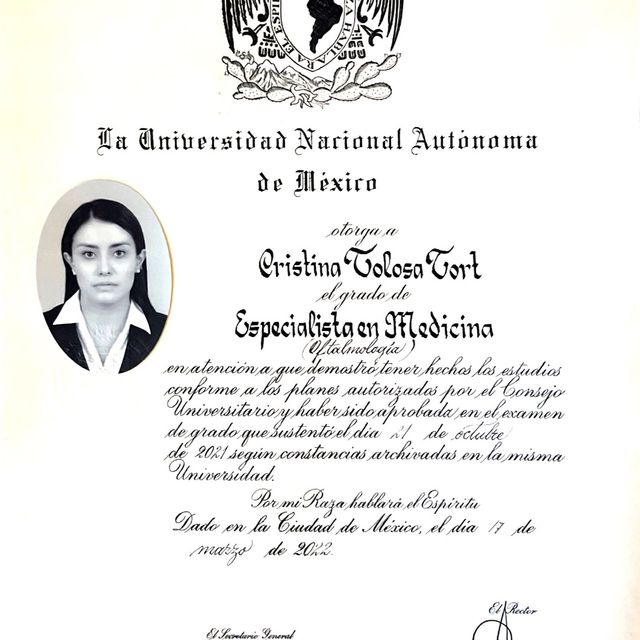 EL ESPI
LA HABLARA
La Universidad Nacional Autónoma
de México
otorga a
Cristina Tolosa Tort
el grado de
Especialista en Medicina
(Oftalmología)
en atención a que demostró tener hechos los estudios
conforme a los planes autorizados por el Consejo
Universitario y haber sido aprobada en el examen
de grado que sustentó el día 21 de octubre
de 2021 según constancias archivadas en la misma
Universidad.
Por mi Raza hablará el Espíritu
Dado en la Ciudad de México, el día 17 de
marzo de 2022.
El Rector
El Secretario General